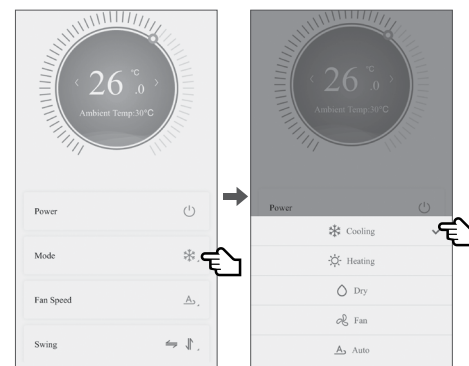 26 °C .0
Ambient Temp:30°C
Power
Mode
Fan Speed
A
Swing
26 °C .0
Ambient Temp:30°C
Power
Cooling
Heating
Dry
Fan
A Auto